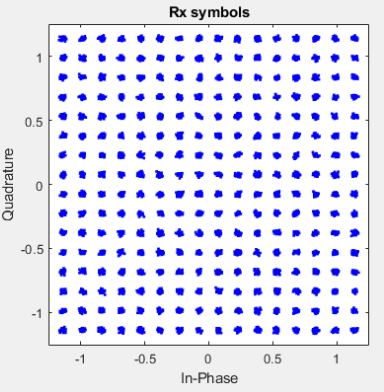 Rx symbols
1
0.5
0
-0.5
-1
Quadrature
-1 -0.5 0 0.5 1
In-Phase